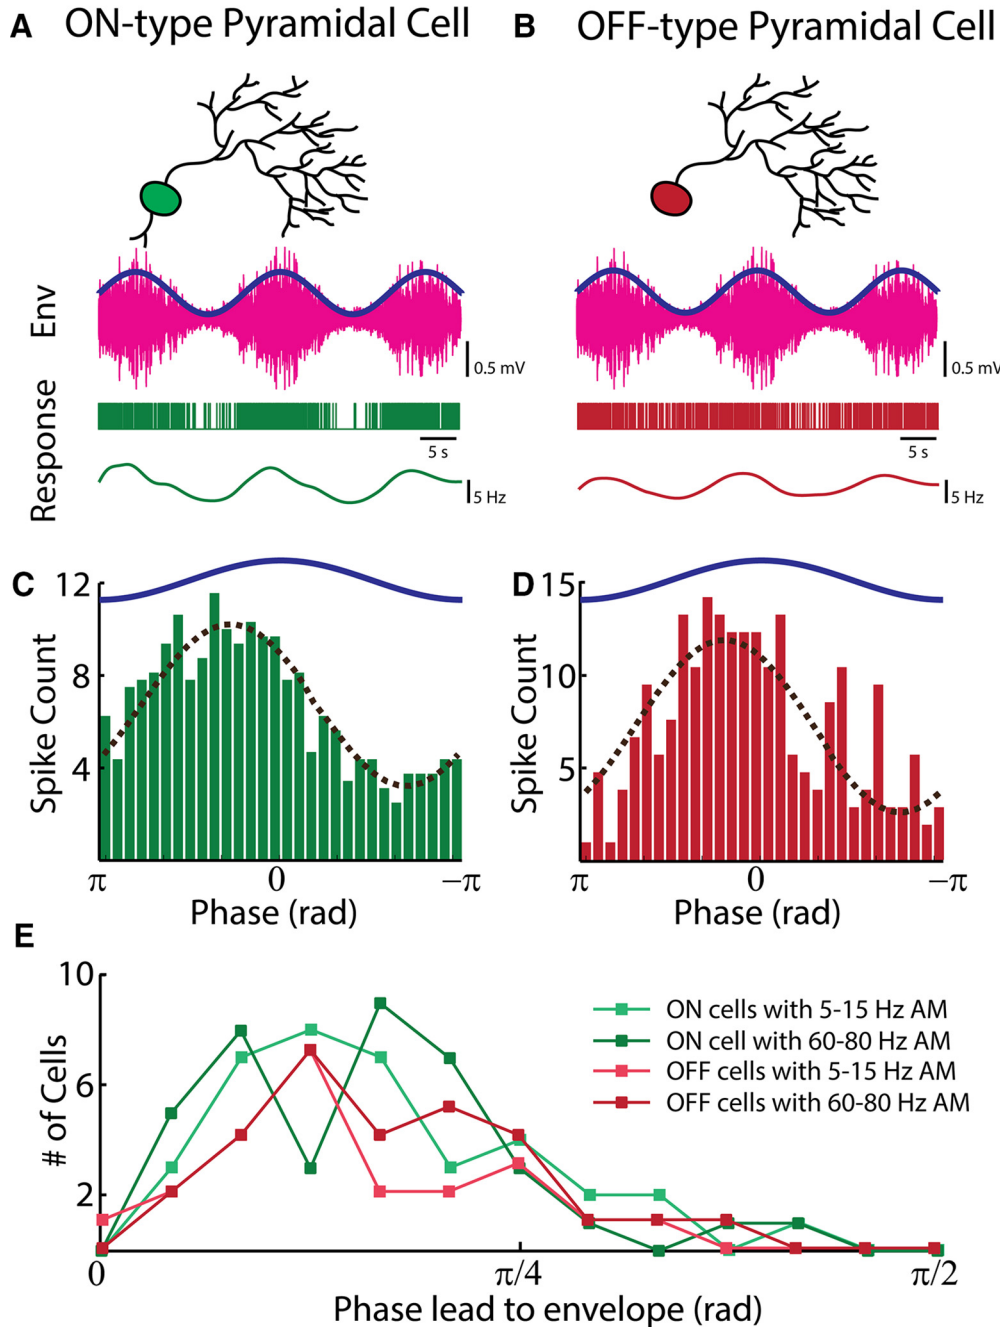 A ON-type Pyramidal Cell
B OFF-type Pyramidal Cell
Env
0.5 mV
0.5 mV
Response
5 s
5 s
5 Hz
5 Hz
C
12
8
4
Spike Count
π 0 −π
Phase (rad)
D
15
10
5
Spike Count
π 0 −π
Phase (rad)
E
10
6
2
# of Cells
ON cells with 5-15 Hz AM
ON cell with 60-80 Hz AM
OFF cells with 5-15 Hz AM
OFF cells with 60-80 Hz AM
0 π/4 π/2
Phase lead to envelope (rad)